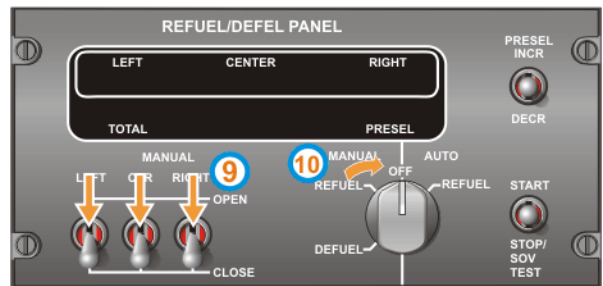 REFUEL/DEFEL PANEL
LEFT CENTER RIGHT
TOTAL PRESEL
PRESEL
INCR
DECR
MANUAL
LEFT CTR RIGHT
9
OPEN
CLOSE
10
MANUAL OFF AUTO
REFUEL REFUEL
DEFUEL
START
STOP/
SOV
TEST